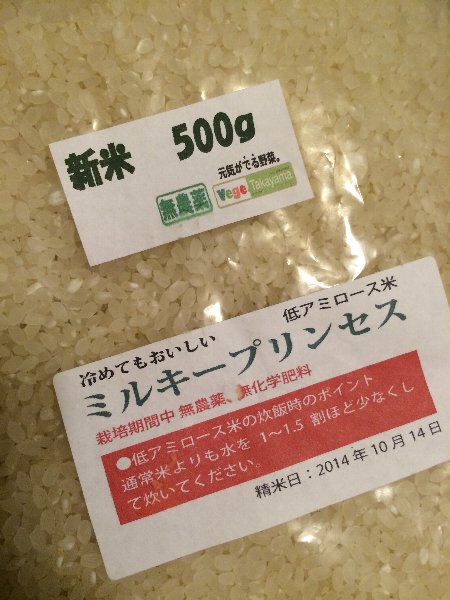 新米 500g
元気がでる野菜。
無農薬 Vege Takayama
低アミロース米
冷めてもおいしい
ミルキープリンセス
栽培期間中 無農薬、無化学肥料
●低アミロース米の炊飯時のポイント
通常米よりも水を 1〜1.5 割ほど少なくし
て炊いてください。
精米日：2014 年 10 月 14 日